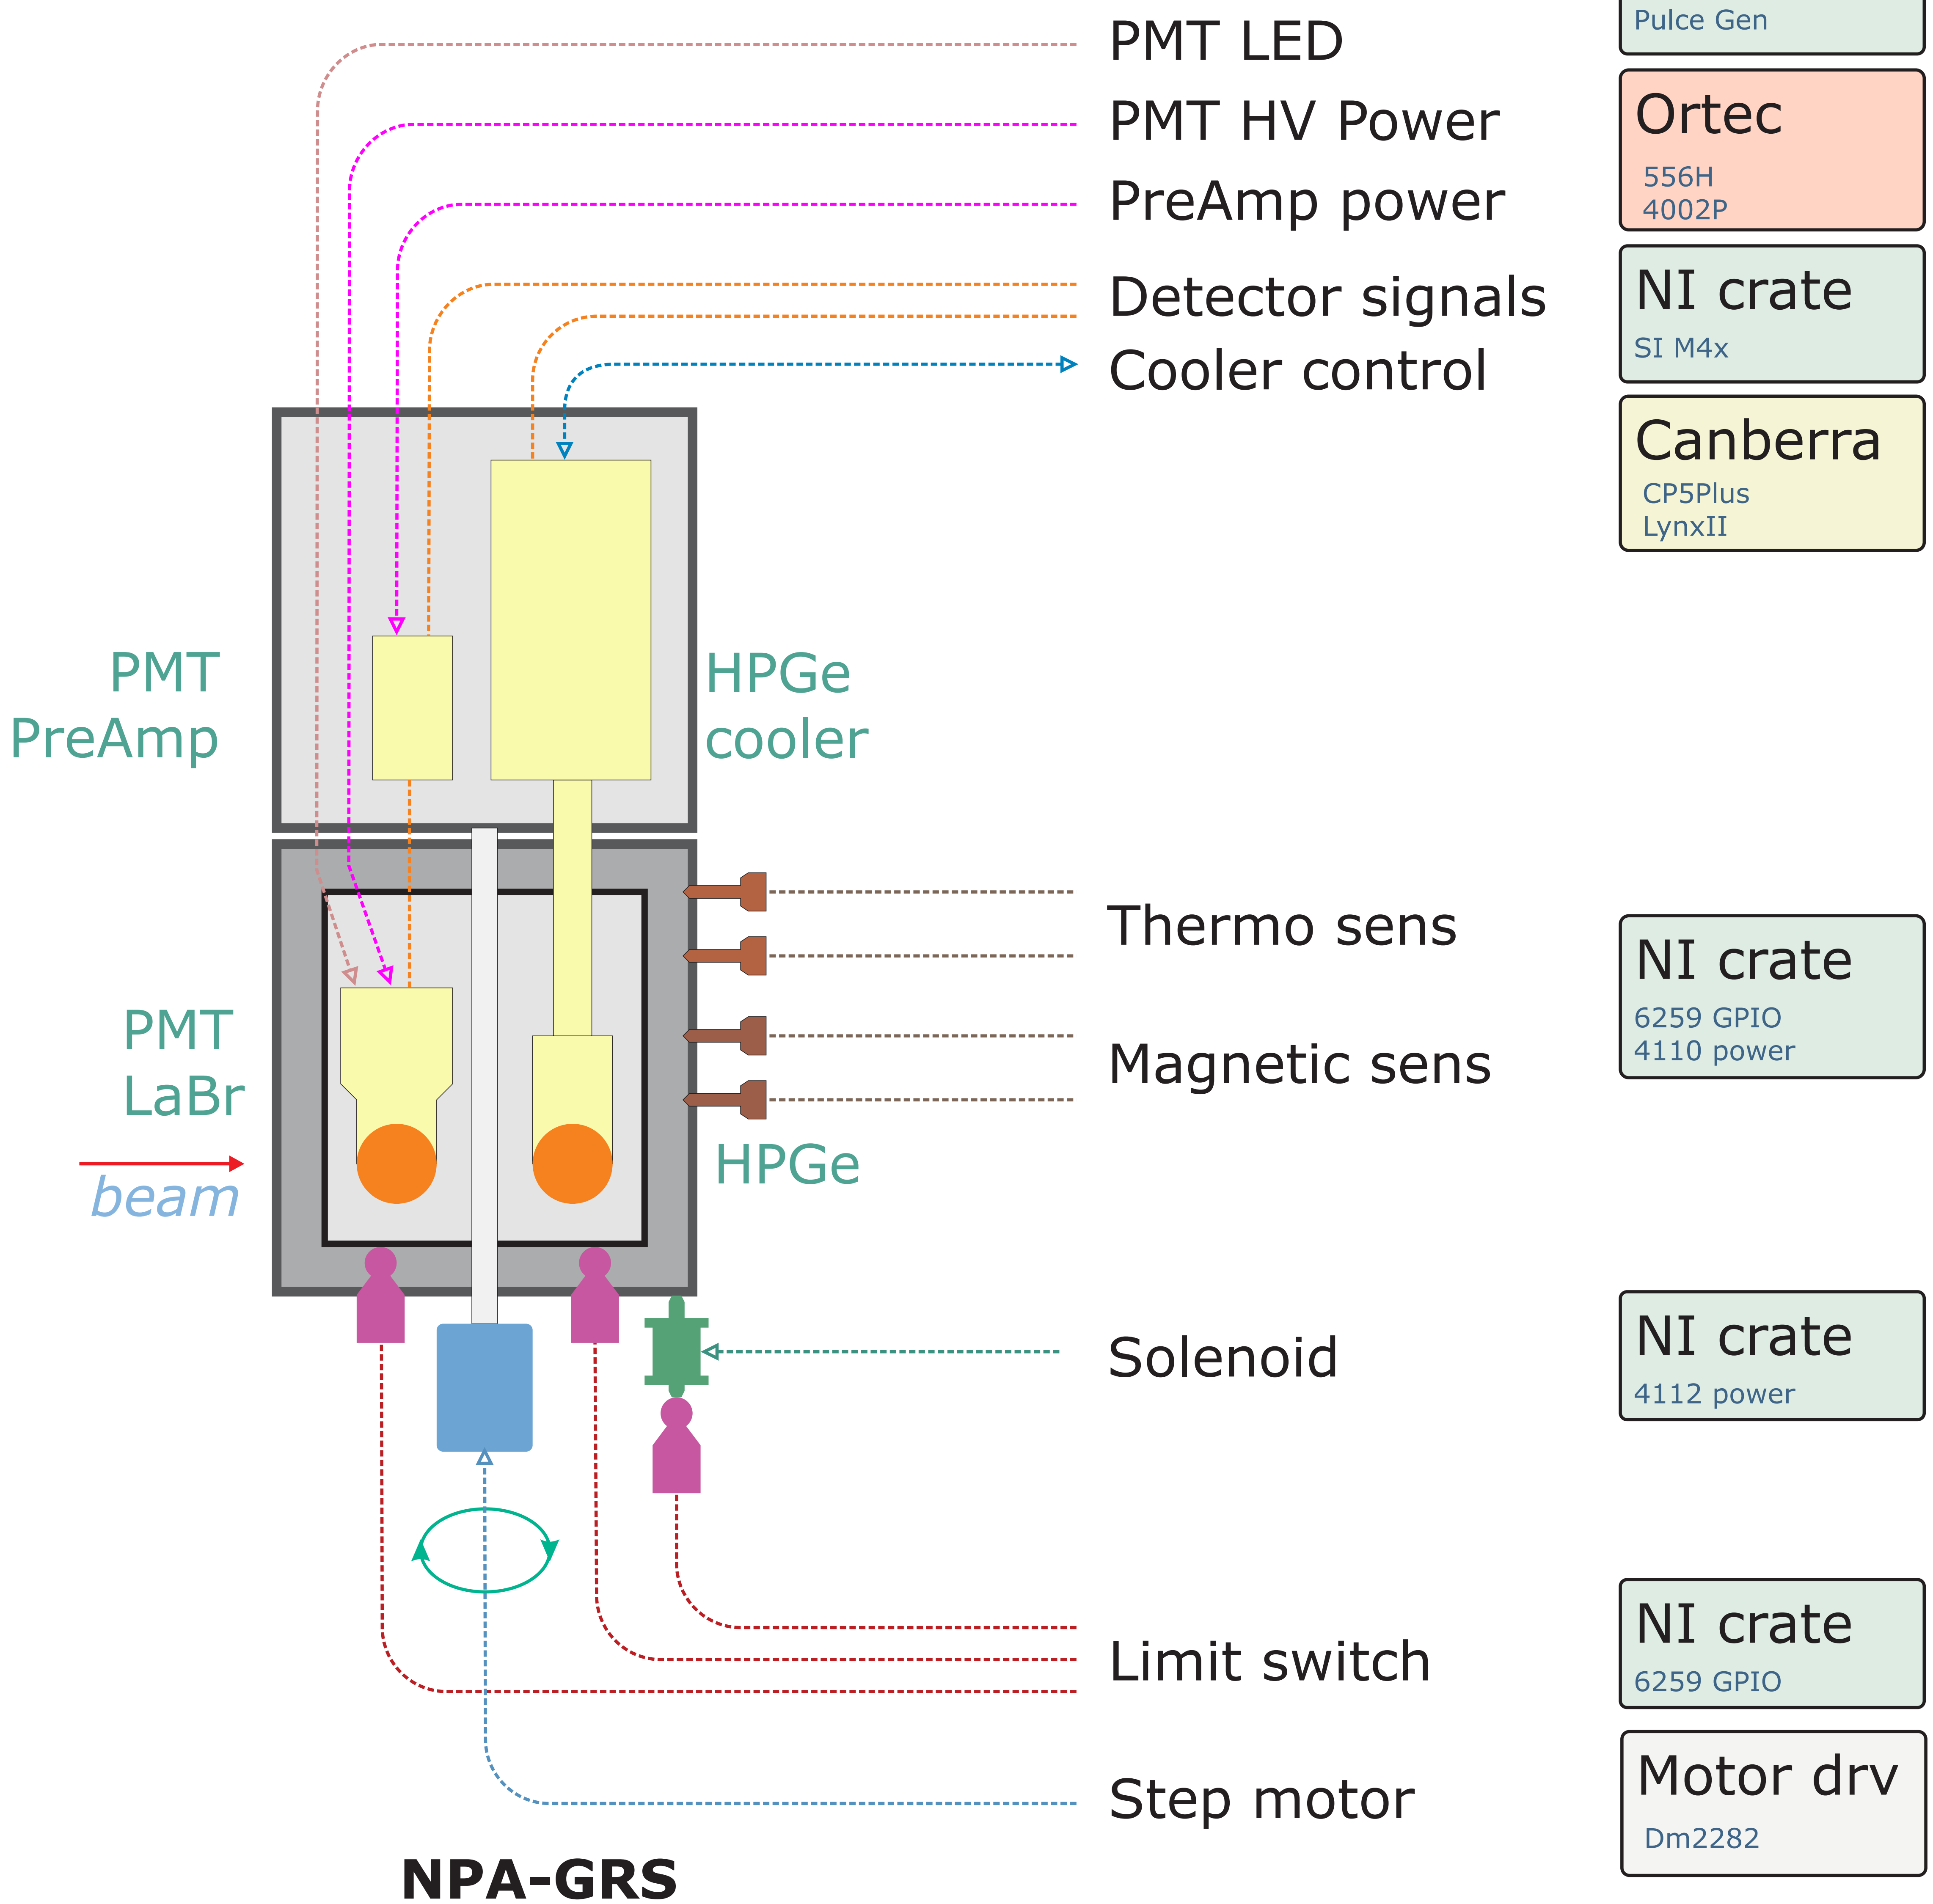 Pulce Gen
PMT LED
PMT HV Power
Ortec
556H
4002P
PreAmp power
Detector signals
NI crate
SI M4x
Cooler control
Canberra
CP5Plus
LynxII
PMT
PreAmp
HPGe
cooler
Thermo sens
NI crate
6259 GPIO
4110 power
PMT
LaBr
Magnetic sens
HPGe
beam
Solenoid
NI crate
4112 power
Limit switch
NI crate
6259 GPIO
Step motor
Motor drv
Dm2282
NPA-GRS